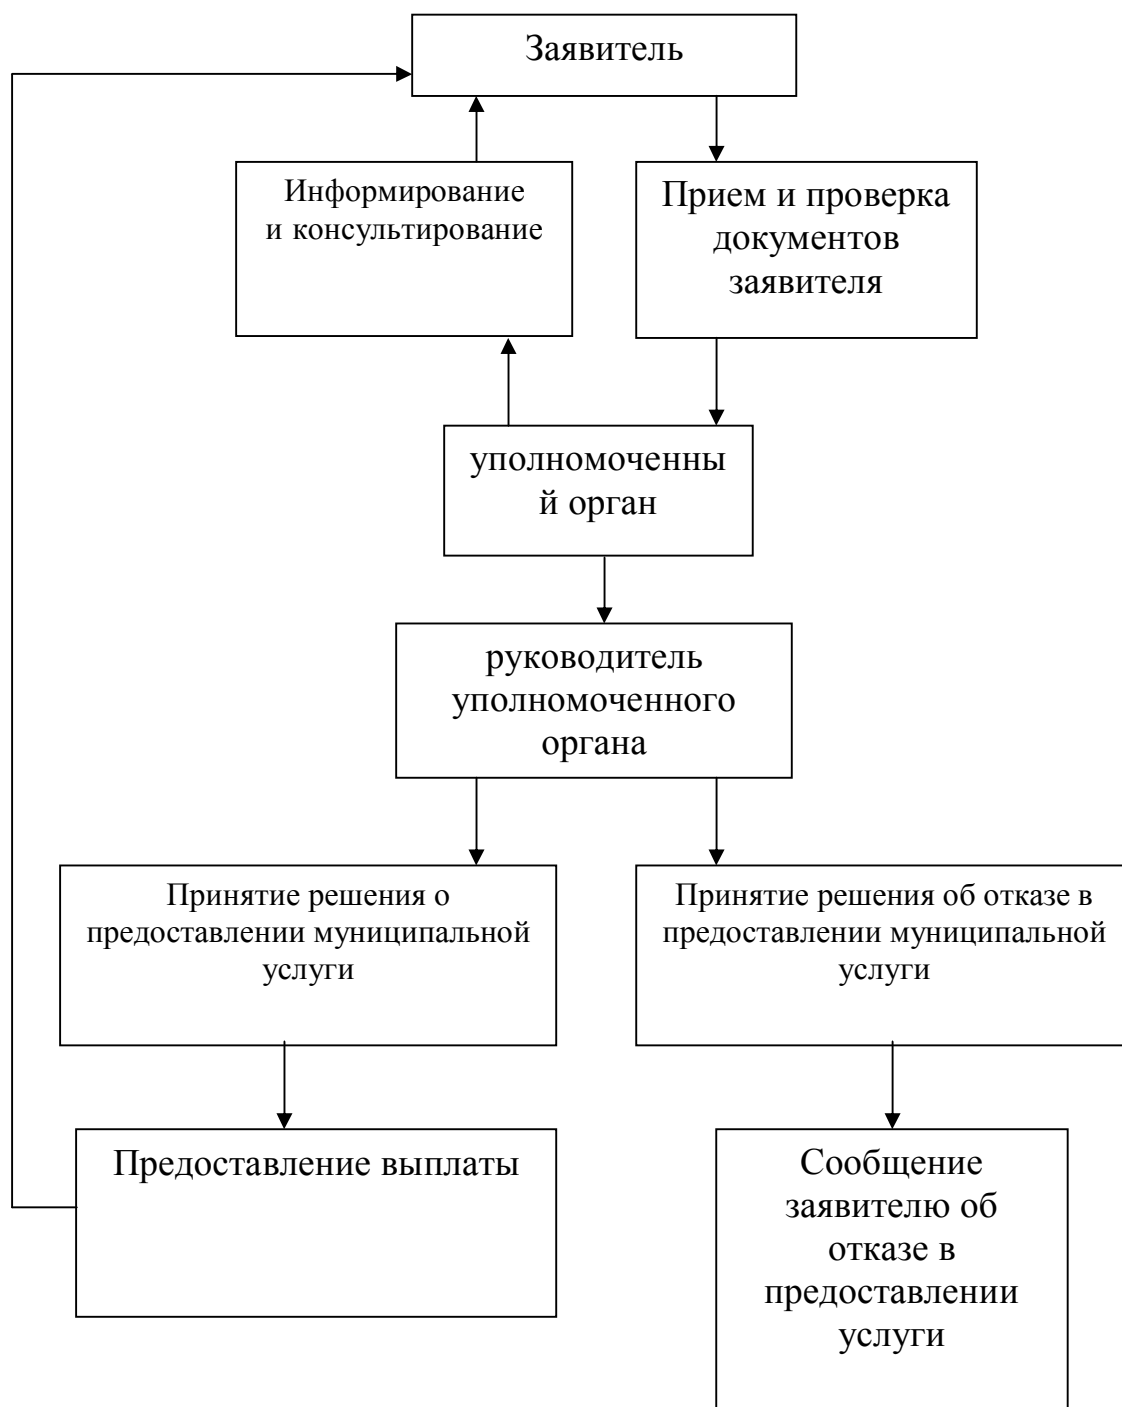 Заявитель
Информирование
и консультирование
Прием и проверка
документов
заявителя
уполномоченны
й орган
руководитель
уполномоченного
органа
Принятие решения о
предоставлении муниципальной
услуги
Принятие решения об отказе в
предоставлении муниципальной
услуги
Предоставление выплаты
Сообщение
заявителю об
отказе в
предоставлении
услуги